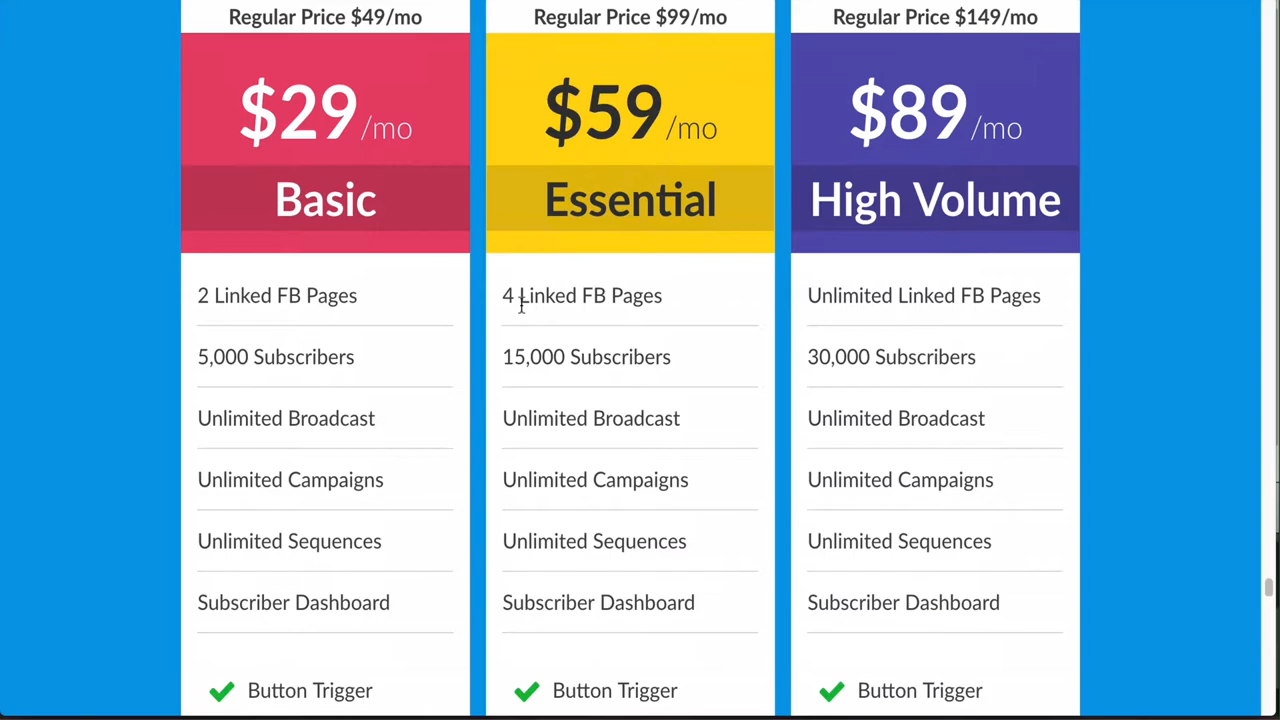 Regular Price $49/mo
$29/mo
Basic
2 Linked FB Pages
5,000 Subscribers
Unlimited Broadcast
Unlimited Campaigns
Unlimited Sequences
Subscriber Dashboard
Button Trigger
Regular Price $99/mo
$59/mo
Essential
4 Linked FB Pages
15,000 Subscribers
Unlimited Broadcast
Unlimited Campaigns
Unlimited Sequences
Subscriber Dashboard
Button Trigger
Regular Price $149/mo
$89/mo
High Volume
Unlimited Linked FB Pages
30,000 Subscribers
Unlimited Broadcast
Unlimited Campaigns
Unlimited Sequences
Subscriber Dashboard
Button Trigger